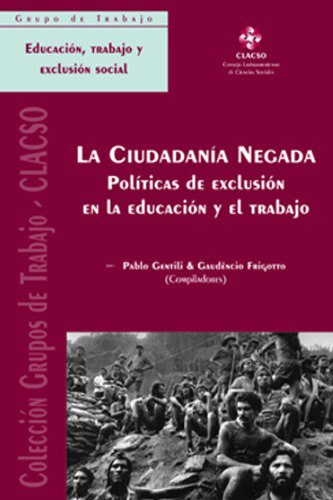 Grupo de Trabajo
Educación, trabajo y
exclusión social
CLACSO
Consejo Latinoamericano
de Ciencias Sociales
La Ciudadanía Negada
Políticas de exclusión
en la educación y el trabajo
– Pablo Gentili & Gaudêncio Frigotto
(Compiladores)
Colección Grupos de Trabajo / CLACSO